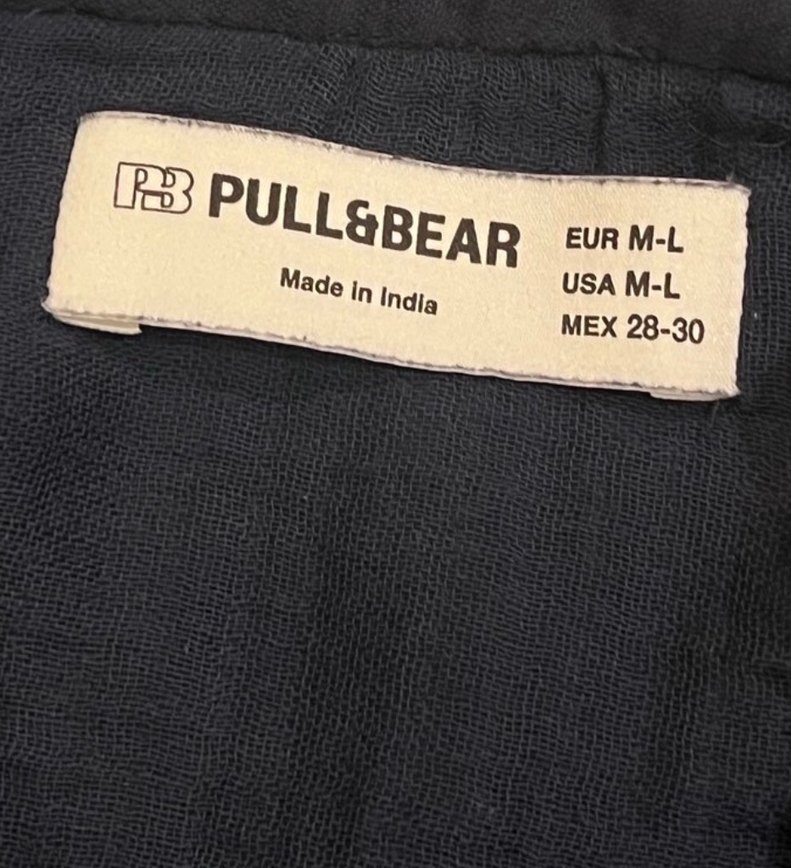 PB PULL&BEAR
Made in India
EUR M-L
USA M-L
MEX 28-30